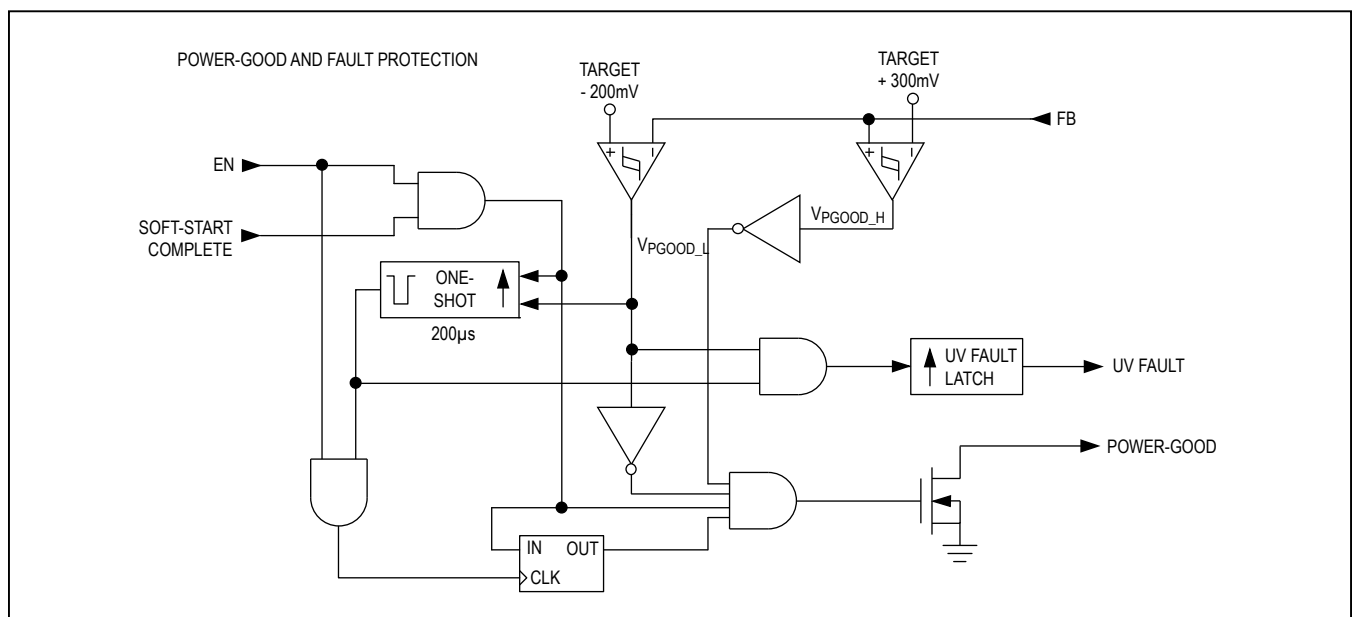 POWER-GOOD AND FAULT PROTECTION
TARGET
- 200mV
TARGET
+ 300mV
FB
+
–
+
–
EN
SOFT-START
COMPLETE
VPGOOD_L
VPGOOD_H
ONE-
SHOT
200µs
UV FAULT
LATCH
UV FAULT
POWER-GOOD
IN OUT
CLK